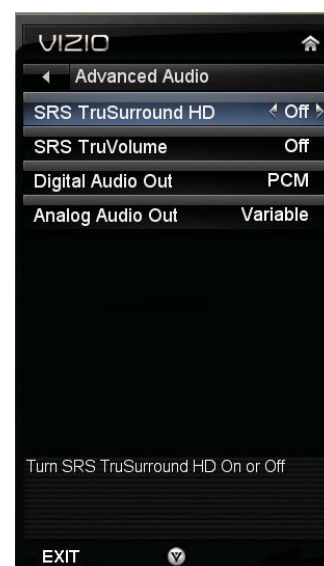 VIZIO
Advanced Audio
SRS TruSurround HD Off
SRS TruVolume Off
Digital Audio Out PCM
Analog Audio Out Variable
Turn SRS TruSurround HD On or Off
EXIT V